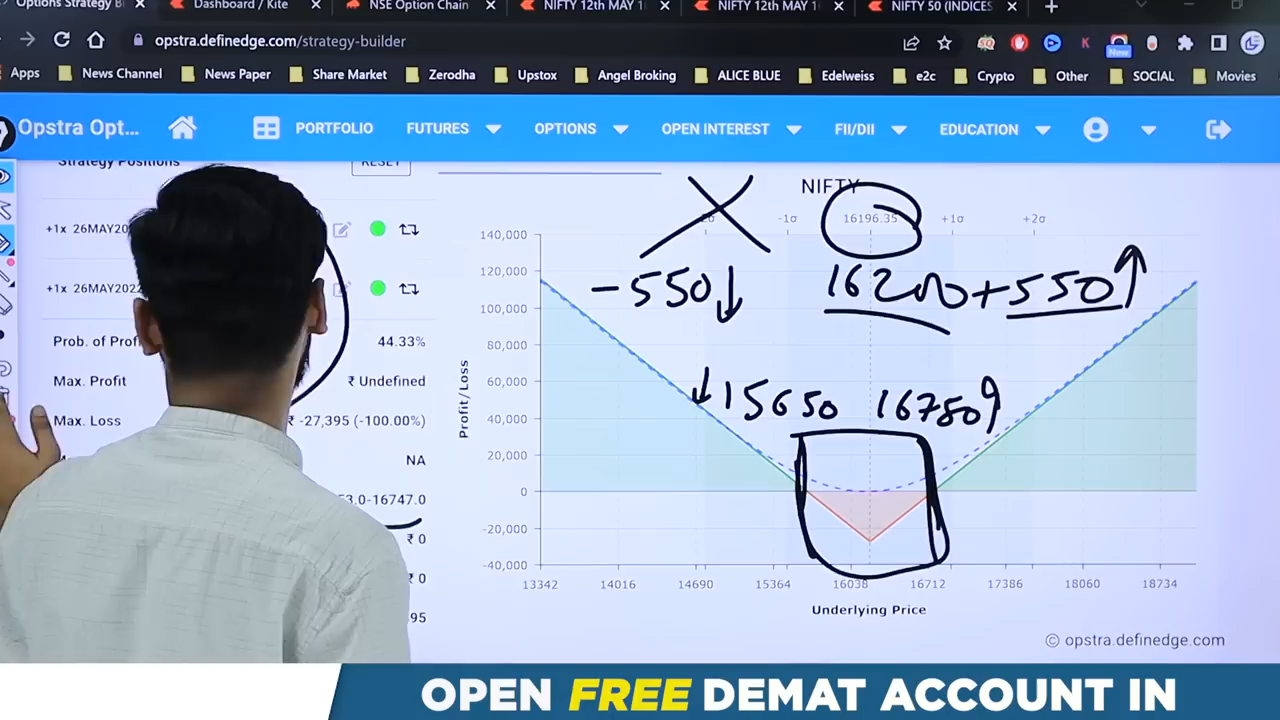 Options Strategy B
Dashboard / Kite
NSE Option Chain
NIFTY 12th MAY 1
NIFTY 12th MAY 1
NIFTY 50 (INDICES
opstra.definedge.com/strategy-builder
New
Apps
News Channel
News Paper
Share Market
Zerodha
Upstox
Angel Broking
ALICE BLUE
Edelweiss
e2c
Crypto
Other
SOCIAL
Movies
Opstra Opt...
PORTFOLIO
FUTURES
OPTIONS
OPEN INTEREST
FII/DII
EDUCATION
Strategy Positions
RESET
+1x 26MAY20
+1x 26MAY2022
Prob. of Prof
44.33%
Max. Profit
₹ Undefined
Max. Loss
₹ -27,395 (-100.00%)
NA
3.0-16747.0
₹ 0
₹ 0
95
NIFTY
-1σ
16196.35
+1σ
+2σ
-550↓
16200+550↑
↓15650
16750↑
Profit/Loss
140,000
120,000
100,000
80,000
60,000
40,000
20,000
0
-20,000
-40,000
13342
14016
14690
15364
16038
16712
17386
18060
18734
Underlying Price
© opstra.definedge.com
OPEN FREE DEMAT ACCOUNT IN